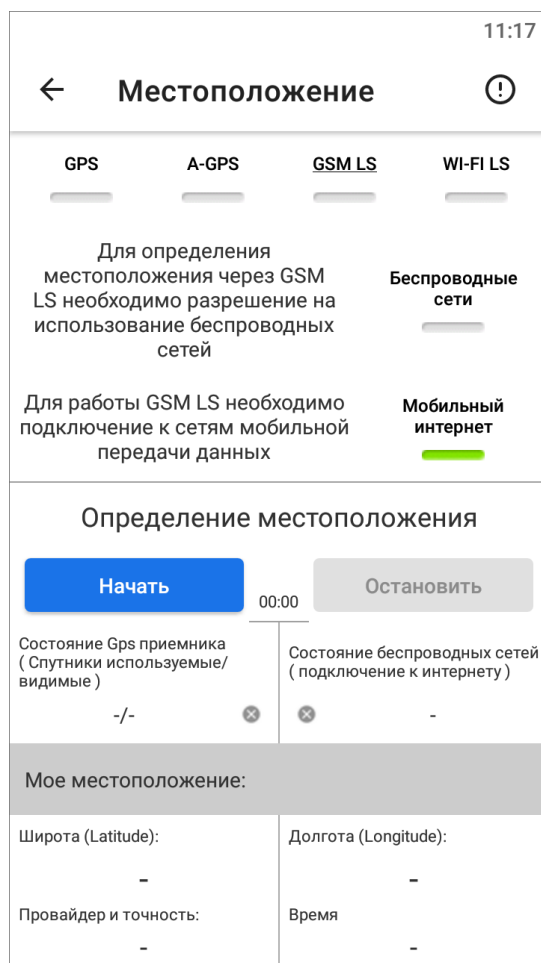 11:17
Местоположение
GPS
A-GPS
GSM LS
WI-FI LS
Для определения
местоположения через GSM
LS необходимо разрешение на
использование беспроводных
сетей
Беспроводные
сети
Для работы GSM LS необходимо
подключение к сетям мобильной
передачи данных
Мобильный
интернет
Определение местоположения
Начать
00:00
Остановить
Состояние Gps приемника
( Спутники используемые/
видимые )
-/-
Состояние беспроводных сетей
( подключение к интернету )
-
Мое местоположение:
Широта (Latitude):
-
Долгота (Longitude):
-
Провайдер и точность:
-
Время
-